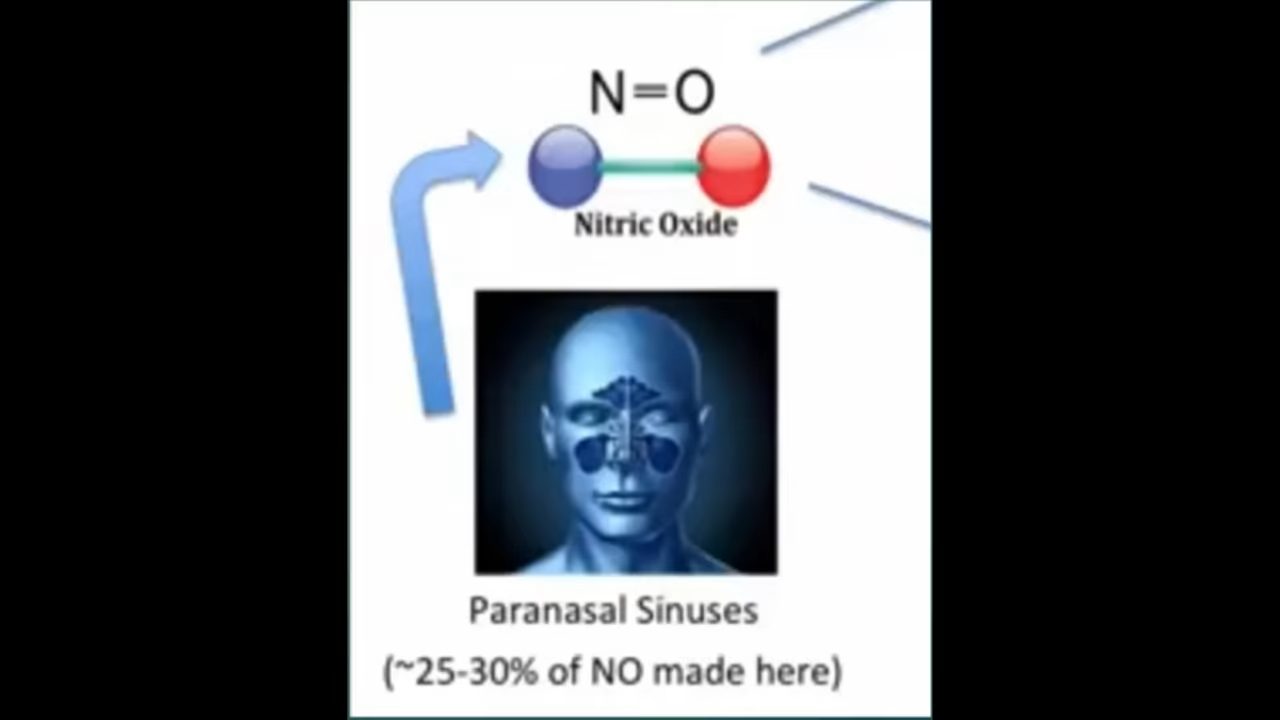 N=O
Nitric Oxide
Paranasal Sinuses
(~25-30% of NO made here)